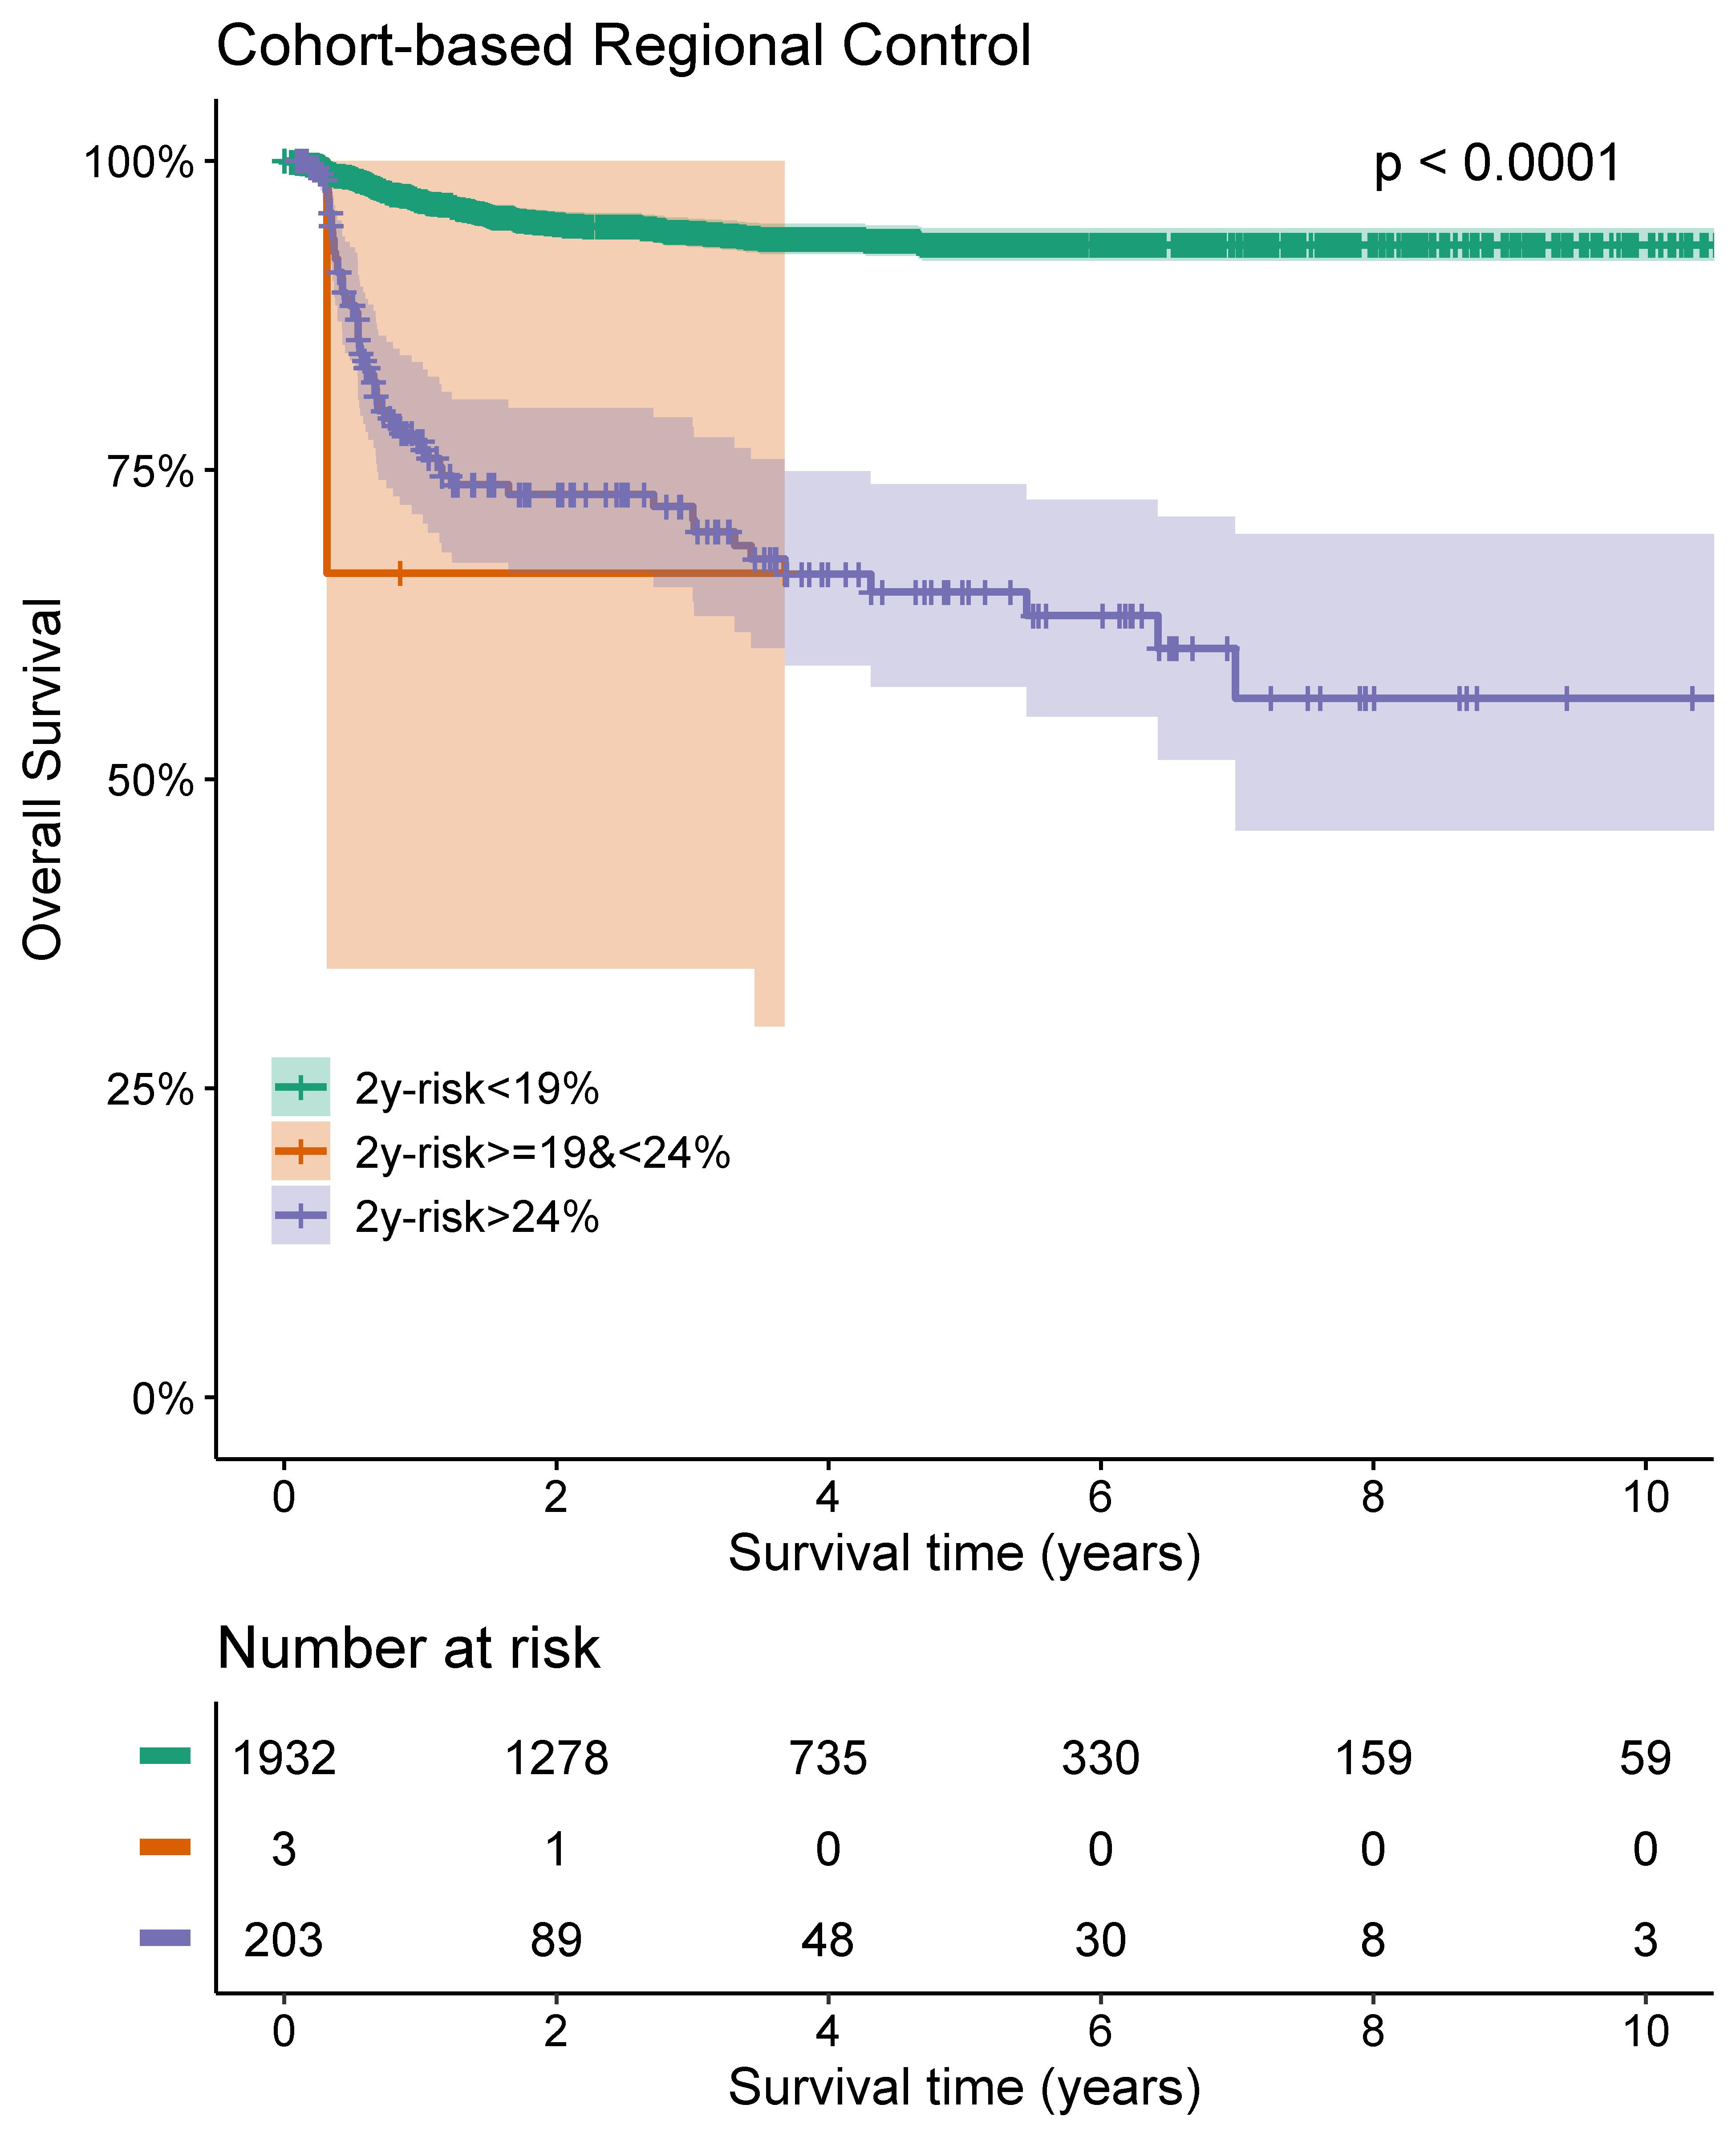 Cohort-based Regional Control
p < 0.0001
100%
75%
50%
25%
0%
Overall Survival
2y-risk<19%
2y-risk>=19&<24%
2y-risk>24%
0 2 4 6 8 10
Survival time (years)
Number at risk
1932 1278 735 330 159 59
3 1 0 0 0 0
203 89 48 30 8 3
0 2 4 6 8 10
Survival time (years)